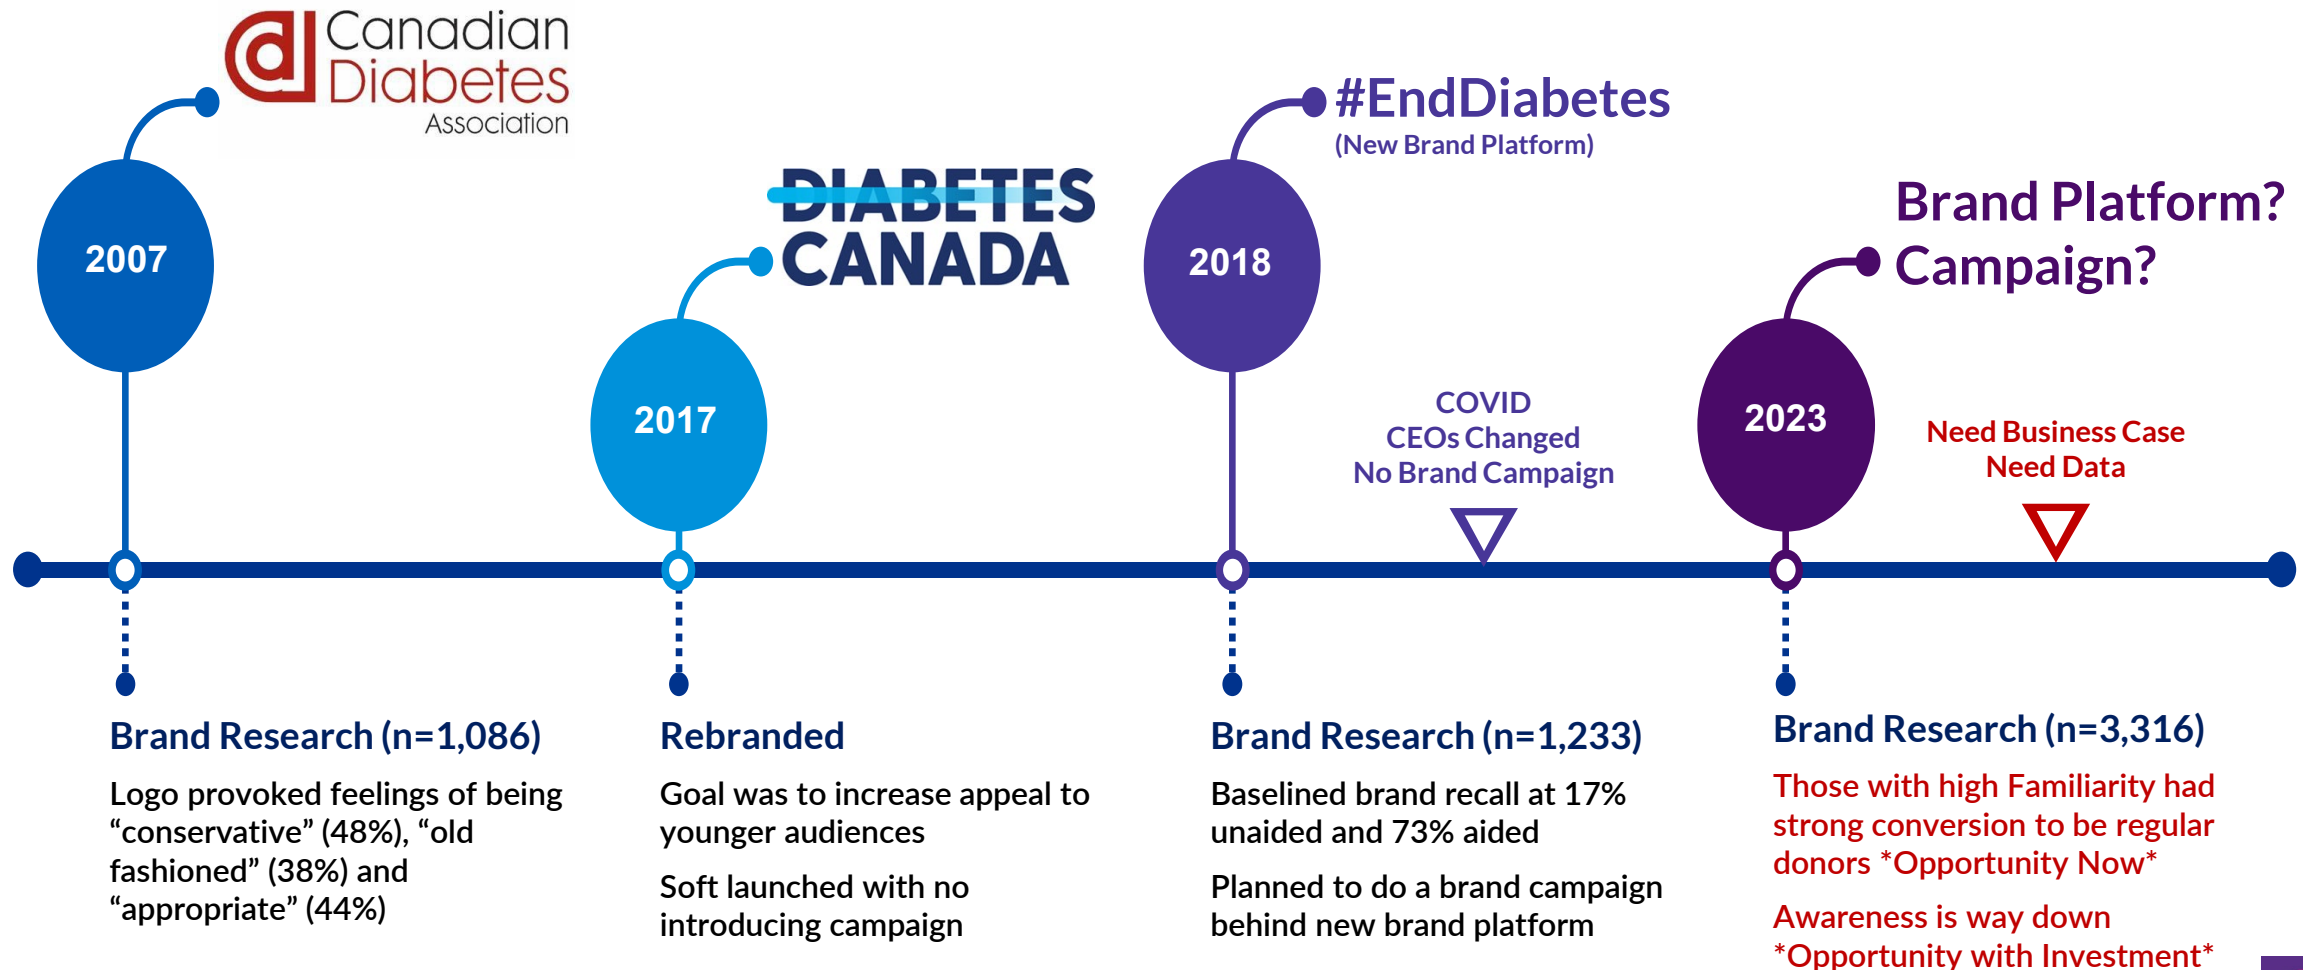 Canadian
Diabetes
Association
2007
Brand Research (n=1,086)
Logo provoked feelings of being
“conservative” (48%), “old
fashioned” (38%) and
“appropriate” (44%)
DIABETES
CANADA
2017
Rebranded
Goal was to increase appeal to
younger audiences
Soft launched with no
introducing campaign
#EndDiabetes
(New Brand Platform)
2018
Brand Research (n=1,233)
Baselined brand recall at 17%
unaided and 73% aided
Planned to do a brand campaign
behind new brand platform
COVID
CEOs Changed
No Brand Campaign
Brand Platform?
Campaign?
2023
Brand Research (n=3,316)
Those with high Familiarity had
strong conversion to be regular
donors *Opportunity Now*
Awareness is way down
*Opportunity with Investment*
Need Business Case
Need Data